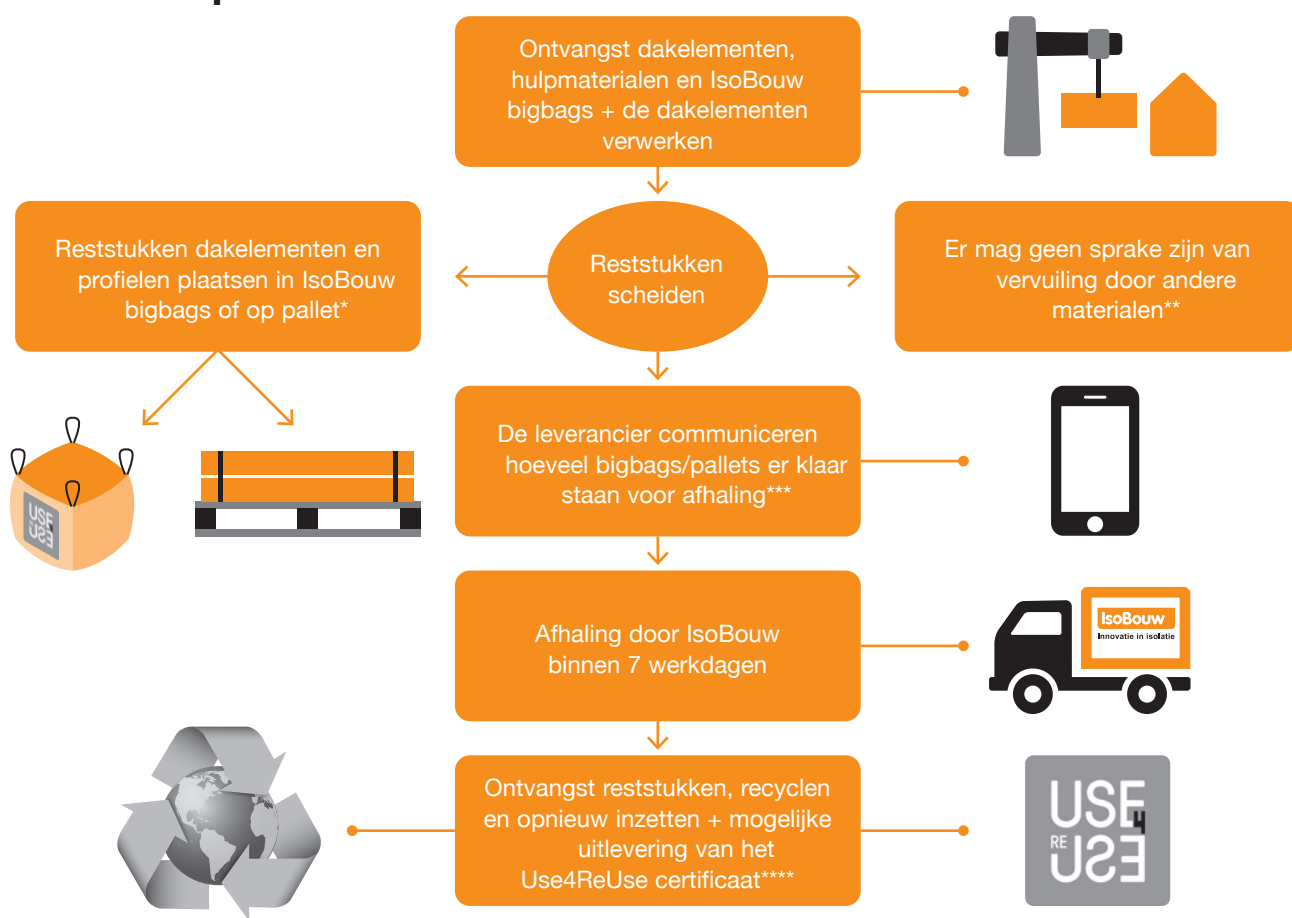 Ontvangst dakelementen,
hulpmaterialen en IsoBouw
bigbags + de dakelementen
verwerken
Reststukken dakelementen en
profielen plaatsen in IsoBouw
bigbags of op pallet*
Reststukken
scheiden
Er mag geen sprake zijn van
vervuiling door andere
materialen**
USE
USE
De leverancier communiceren
hoeveel bigbags/pallets er klaar
staan voor afhaling***
Afhaling door IsoBouw
binnen 7 werkdagen
IsoBouw
Innovatie in isolatie
Ontvangst reststukken, recyclen
en opnieuw inzetten + mogelijke
uitlevering van het
Use4ReUse certificaat****
USE
4
RE
USE